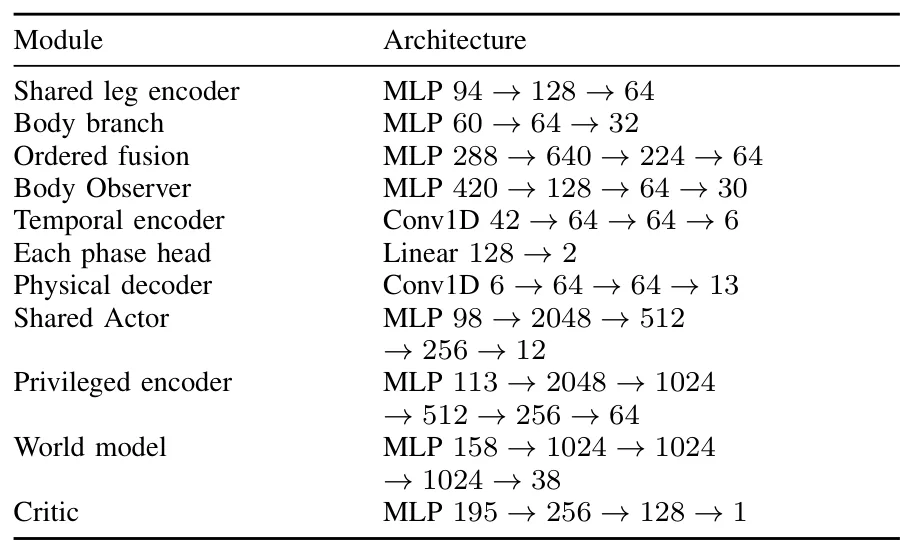 Module Architecture
Shared leg encoder MLP 94 → 128 → 64
Body branch MLP 60 → 64 → 32
Ordered fusion MLP 288 → 640 → 224 → 64
Body Observer MLP 420 → 128 → 64 → 30
Temporal encoder Conv1D 42 → 64 → 64 → 6
Each phase head Linear 128 → 2
Physical decoder Conv1D 6 → 64 → 64 → 13
Shared Actor MLP 98 → 2048 → 512
→ 256 → 12
Privileged encoder MLP 113 → 2048 → 1024
→ 512 → 256 → 64
World model MLP 158 → 1024 → 1024
→ 1024 → 38
Critic MLP 195 → 256 → 128 → 1